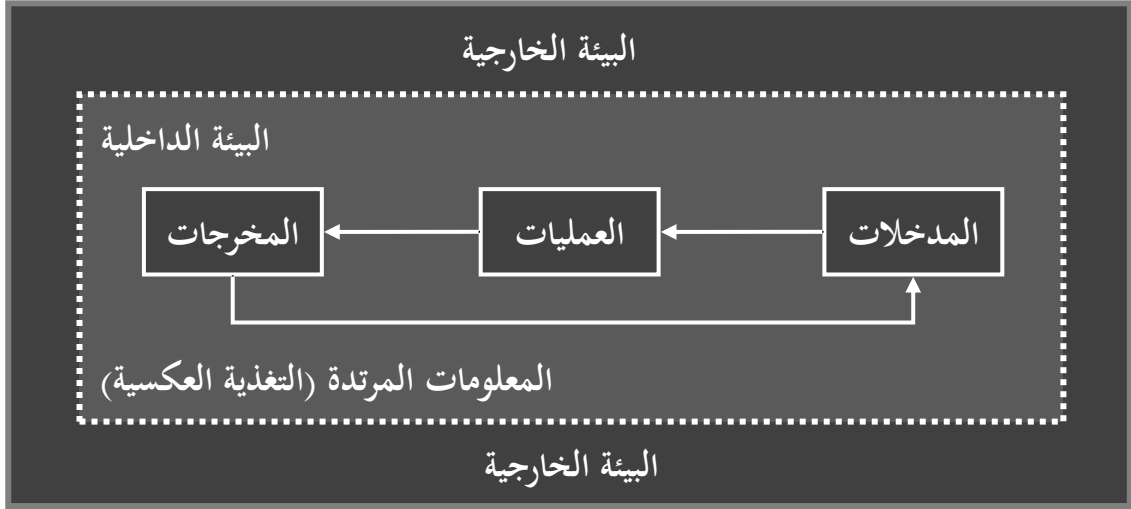 البيئة الخارجية
البيئة الداخلية
المدخلات
العمليات
المخرجات
المعلومات المرتدة (التغذية العكسية)
البيئة الخارجية